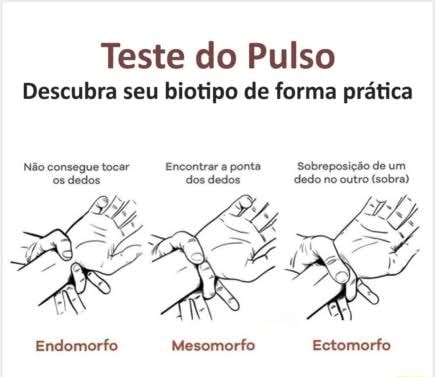 Teste do Pulso
Descubra seu biotipo de forma prática
Não consegue tocar
os dedos
Encontrar a ponta
dos dedos
Sobreposição de um
dedo no outro (sobra)
Endomorfo
Mesomorfo
Ectomorfo